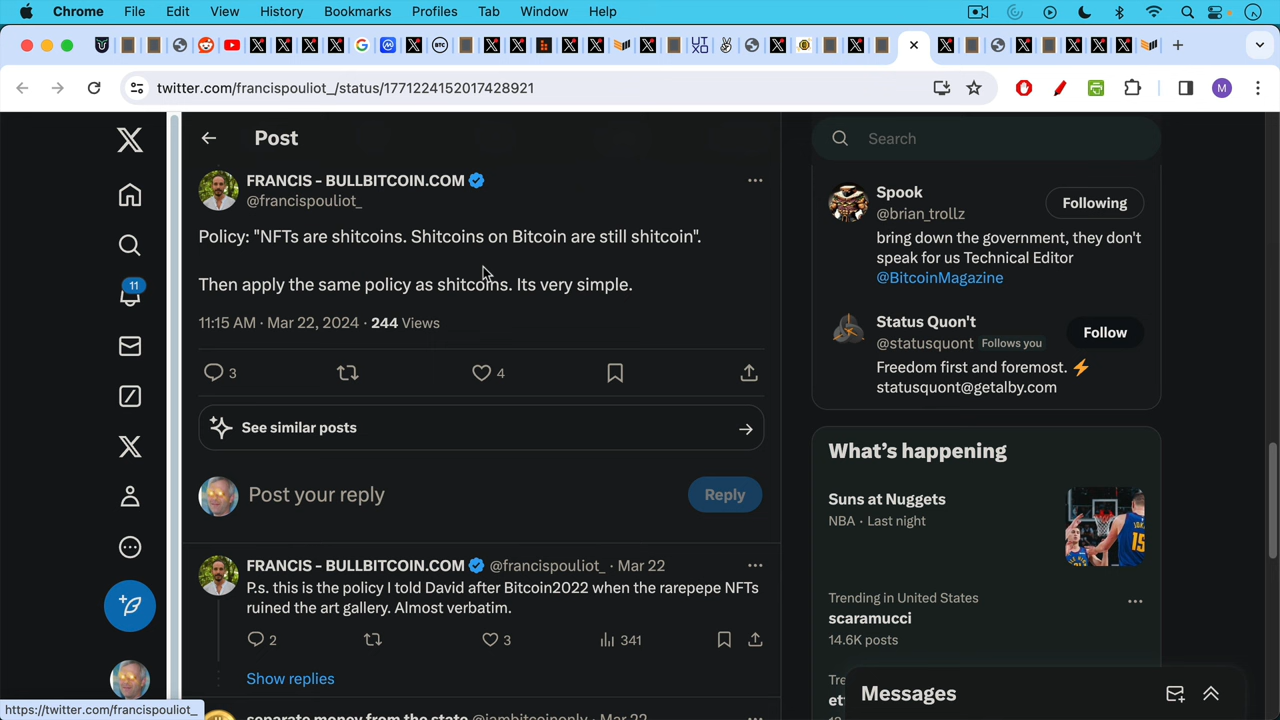 Chrome File Edit View History Bookmarks Profiles Tab Window Help
twitter.com/francispouliot_/status/1771224152017428921
M
Post
FRANCIS - BULLBITCOIN.COM
@francispouliot_
Policy: "NFTs are shitcoins. Shitcoins on Bitcoin are still shitcoin".
Then apply the same policy as shitcoins. Its very simple.
11:15 AM · Mar 22, 2024 · 244 Views
3 4
See similar posts
Post your reply
Reply
FRANCIS - BULLBITCOIN.COM @francispouliot_ · Mar 22
P.s. this is the policy I told David after Bitcoin2022 when the rarepepe NFTs
ruined the art gallery. Almost verbatim.
2 3 341
Show replies
separate money from the state @iambitcoinonly · Mar 22
11
Search
Spook
@brian_trollz
Following
bring down the government, they don't
speak for us Technical Editor
@BitcoinMagazine
Status Quon't
@statusquont Follows you
Follow
Freedom first and foremost. ⚡
statusquont@getalby.com
What's happening
Suns at Nuggets
NBA · Last night
Trending in United States
scaramucci
14.6K posts
Messages
https://twitter.com/francispouliot_